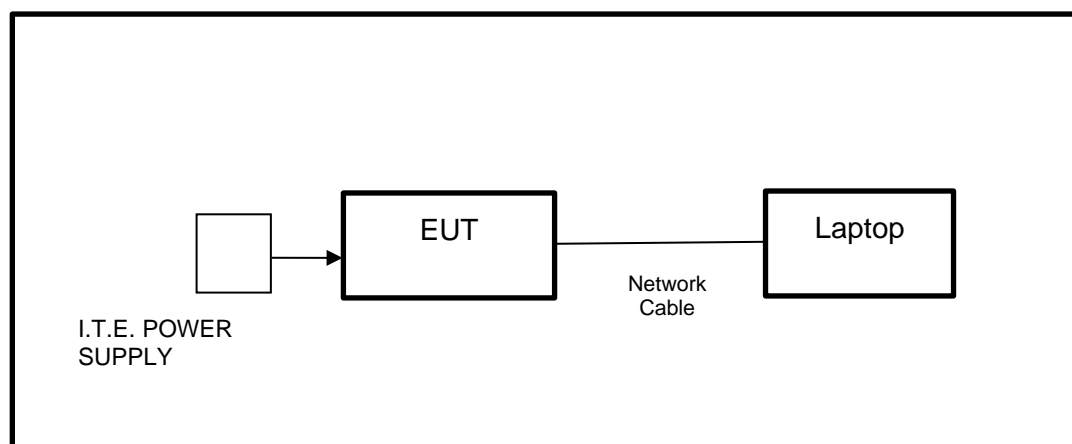 EUT
Laptop
Network
Cable
I.T.E. POWER
SUPPLY